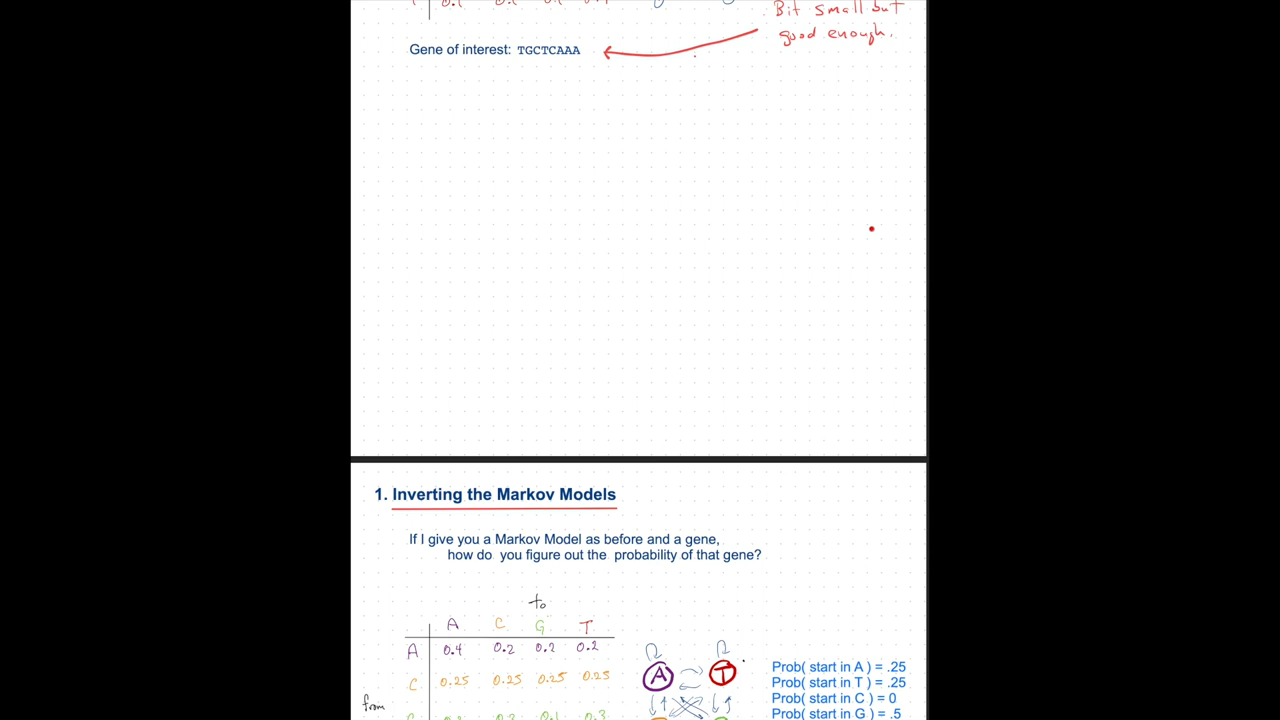 Bit small but
good enough.
Gene of interest: TGCTCAAA
1. Inverting the Markov Models
If I give you a Markov Model as before and a gene,
how do you figure out the probability of that gene?
to
A C G T
A 0.4 0.2 0.2 0.2
C 0.25 0.25 0.25 0.25
from
A T
Prob( start in A ) = .25
Prob( start in T ) = .25
Prob( start in C ) = 0
Prob( start in G ) = .5